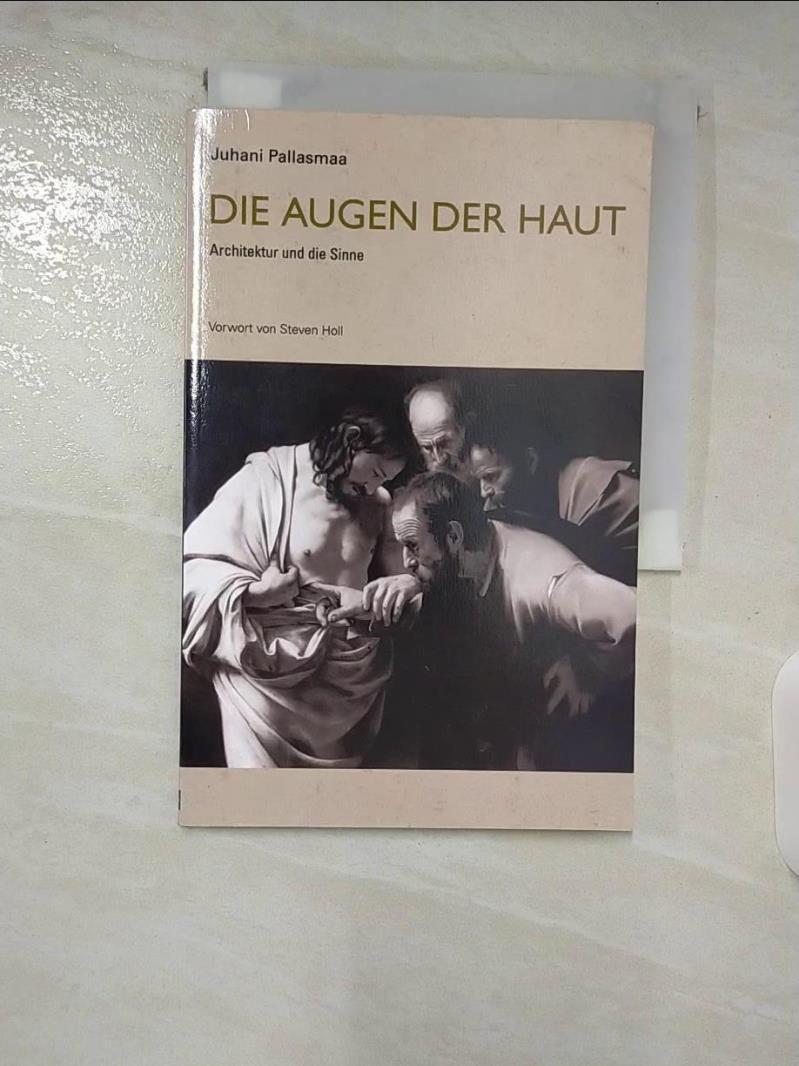 Juhani Pallasmaa
DIE AUGEN DER HAUT
Architektur und die Sinne
Vorwort von Steven Holl